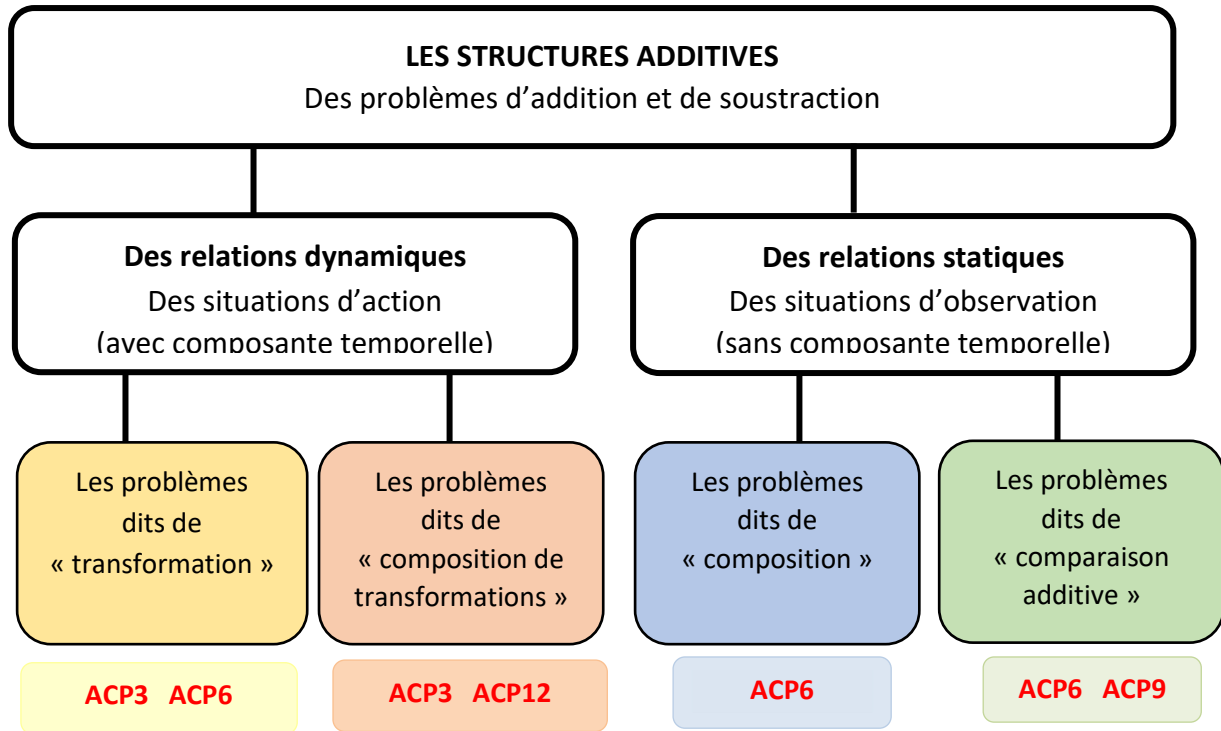 LES STRUCTURES ADDITIVES
Des problèmes d’addition et de soustraction
Des relations dynamiques
Des situations d’action
(avec composante temporelle)
Des relations statiques
Des situations d’observation
(sans composante temporelle)
Les problèmes
dits de
« transformation »
Les problèmes
dits de
« composition de
transformations »
Les problèmes
dits de
« composition »
Les problèmes
dits de
« comparaison
additive »
ACP3 ACP6
ACP3 ACP12
ACP6
ACP6 ACP9